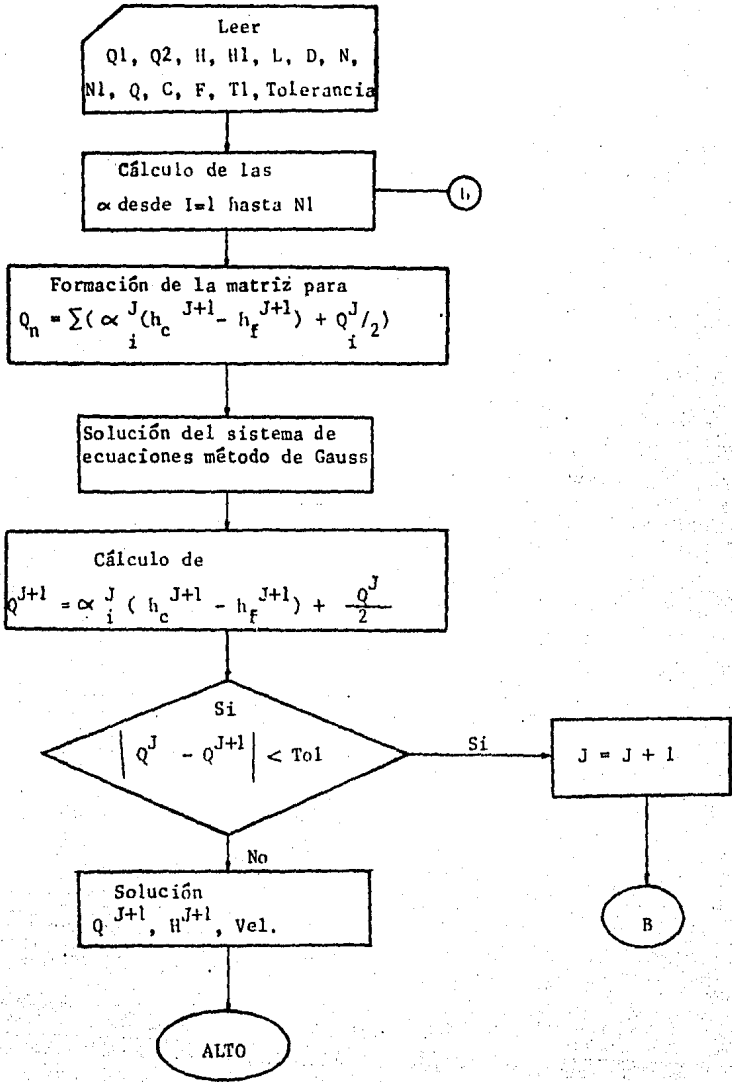 Leer
Q1, Q2, H, H1, L, D, N,
N1, Q, C, F, T1, Tolerancia
Cálculo de las
∝ desde I=1 hasta N1
Formación de la matriz para
Q_n = ∑( ∝_i^J (h_c^{J+1} - h_f^{J+1}) + Q_i^J/2)
Solución del sistema de
ecuaciones método de Gauss
Cálculo de
Q^{J+1} = ∝_i^J ( h_c^{J+1} - h_f^{J+1}) + Q^J/2
Si
| Q^J - Q^{J+1} | < Tol
Si
J = J + 1
No
Solución
Q^{J+1}, H^{J+1}, Vel.
B
ALTO